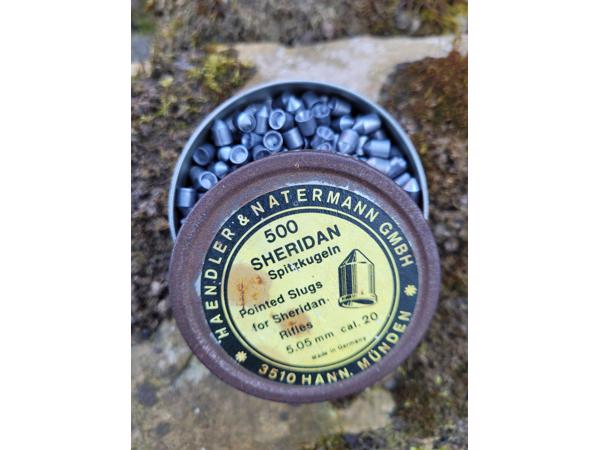 HAENDLER & NATERMANN GMBH
500
SHERIDAN
Spitzkugeln
Pointed Slugs
for Sheridan.
Rifles
5.05 mm cal. 20
Made in Germany
3510 HANN. MÜNDEN